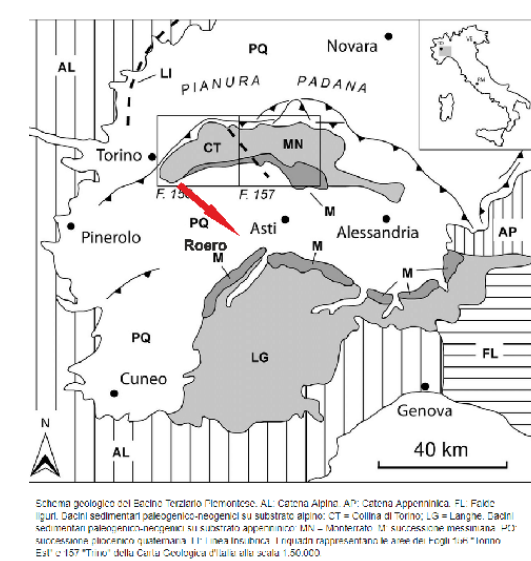 Novara
PQ
AL
LI
PIANURA PADANA
CT
MN
Torino
F. 157
M
PQ
Asti
Alessandria
AP
Pinerolo
Roero
M
M
M
PQ
LG
FL
Cuneo
Genova
N
AL
40 km
Schema geologico del Bacino Terziario Piemontese. AL: Catena Alpina. AP: Catena Appenninica. FL: Falde
liguri. Bacini sedimentari paleogenico-neogenici su substrato alpino: CT = Collina di Torino; LG = Langhe. Bacini
sedimentari paleogenico-neogenici su substrato appenninico: MN = Monferrato. M: successione messiniana. PQ:
successione pliocenico quaternaria. LI: Linea Insubrica. I riquadri rappresentano le aree dei Fogli "Torino
Est" e 157 "Trino" della Carta Geologica d'Italia alla scala 1:50.000